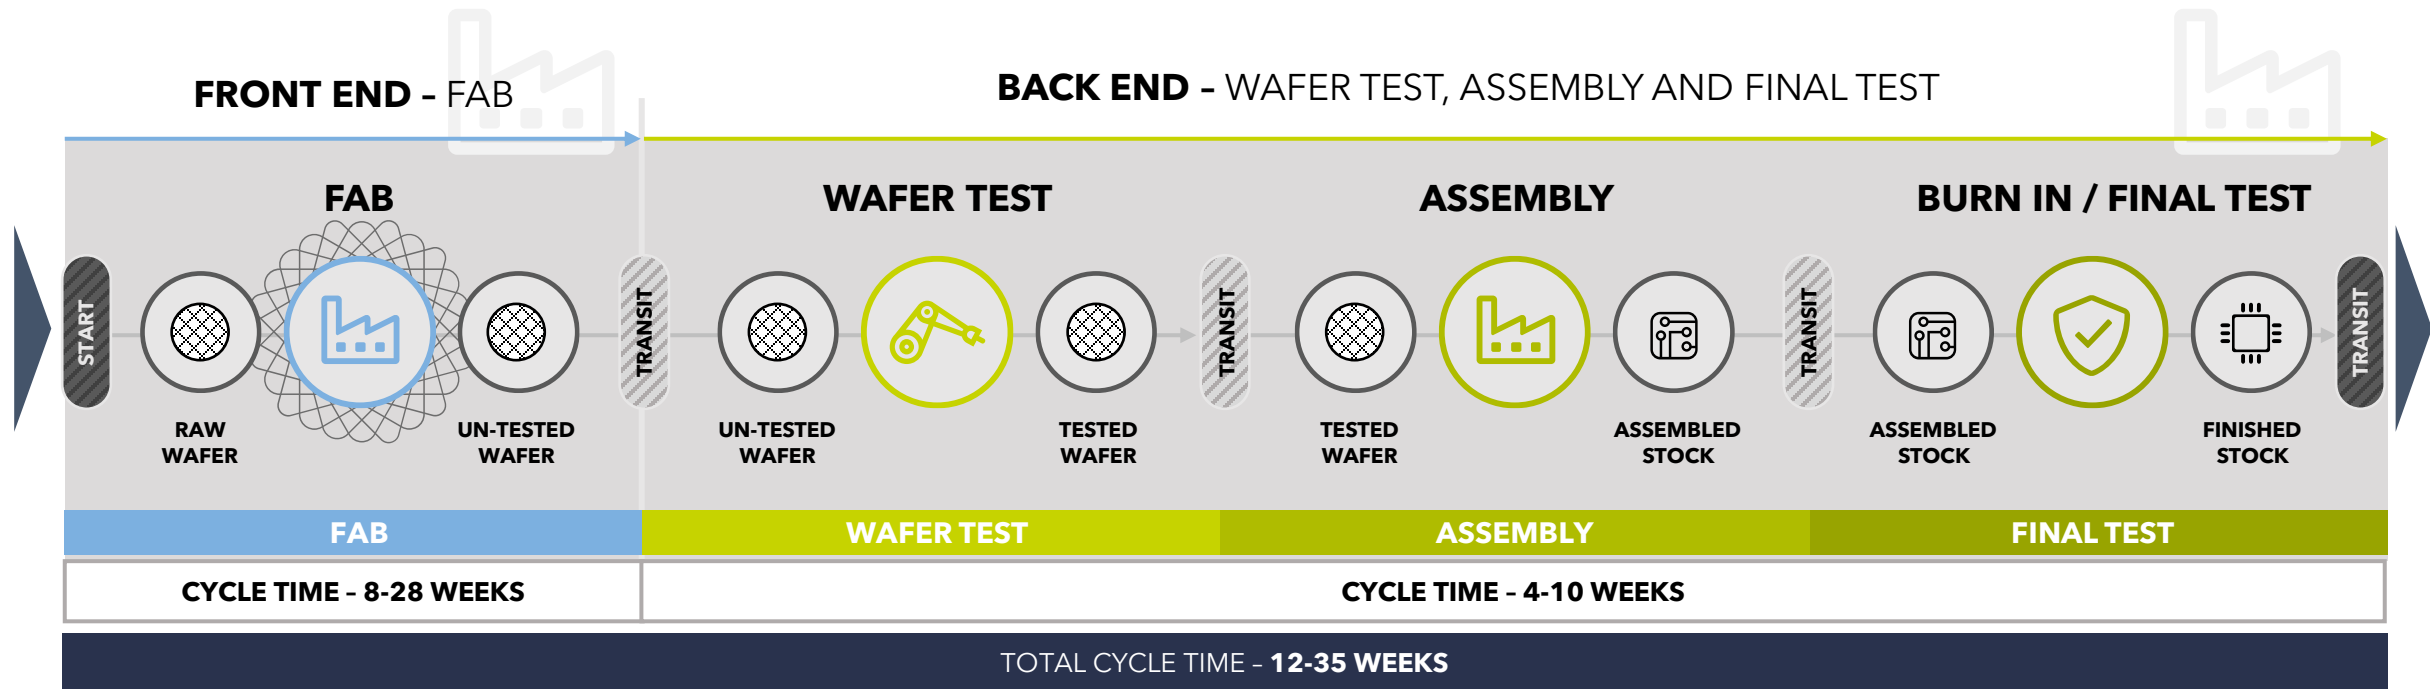 FRONT END – FAB
BACK END – WAFER TEST, ASSEMBLY AND FINAL TEST
FAB
WAFER TEST
ASSEMBLY
BURN IN / FINAL TEST
START
TRANSIT
TRANSIT
TRANSIT
TRANSIT
RAW
WAFER
UN-TESTED
WAFER
UN-TESTED
WAFER
TESTED
WAFER
TESTED
WAFER
ASSEMBLED
STOCK
ASSEMBLED
STOCK
FINISHED
STOCK
FAB
WAFER TEST
ASSEMBLY
FINAL TEST
CYCLE TIME – 8-28 WEEKS
CYCLE TIME – 4-10 WEEKS
TOTAL CYCLE TIME – 12-35 WEEKS